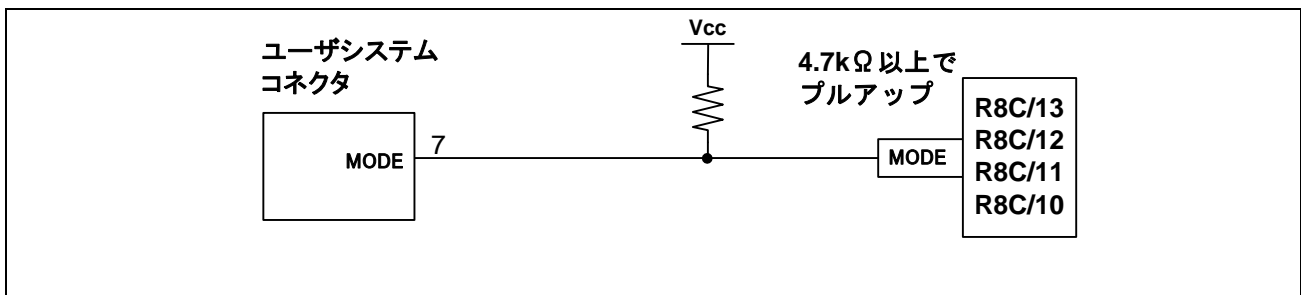 Vcc
ユーザシステム
コネクタ
4.7kΩ以上で
プルアップ
MODE
7
MODE
R8C/13
R8C/12
R8C/11
R8C/10